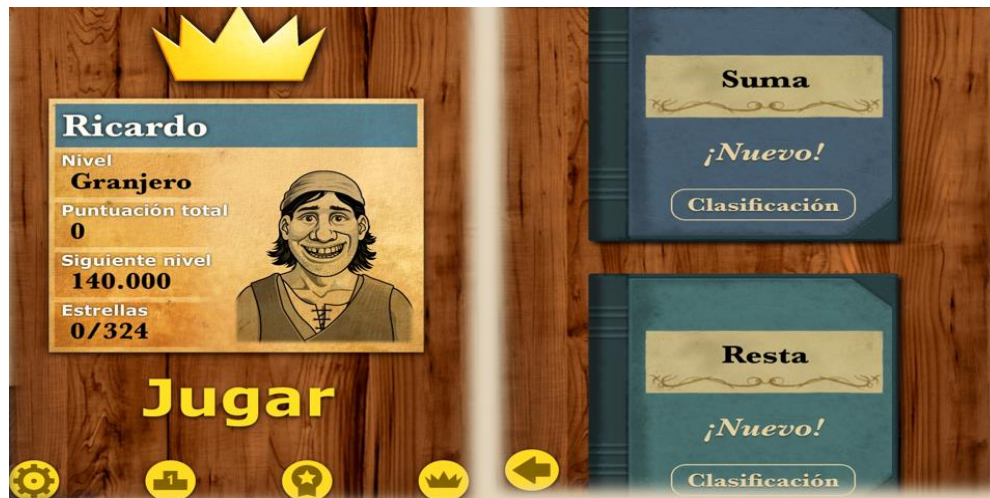 Ricardo
Nivel
Granjero
Puntuación total
0
Siguiente nivel
140.000
Estrellas
0/324
Jugar
1
Suma
¡Nuevo!
Clasificación
Resta
¡Nuevo!
Clasificación